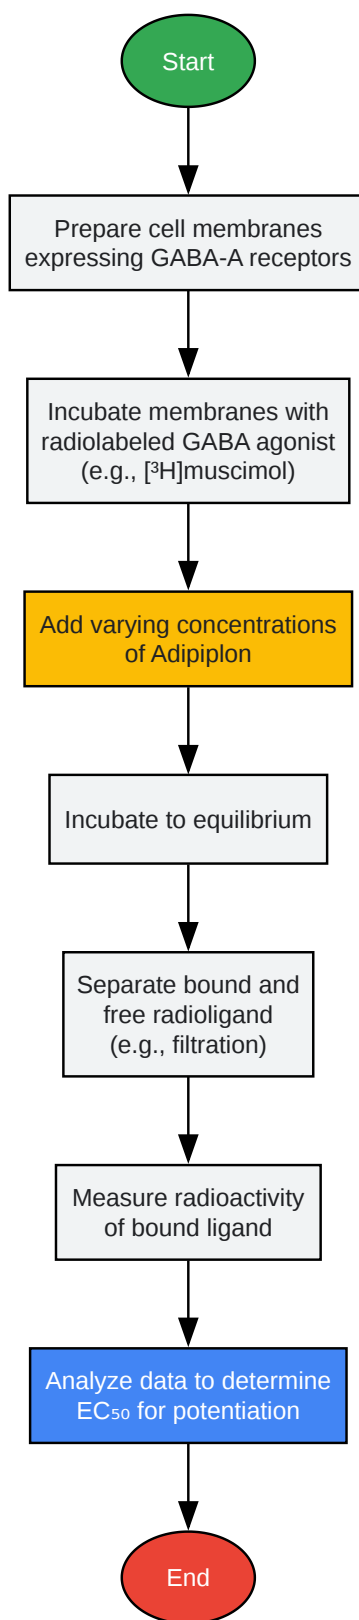 Start
Prepare cell membranes
expressing GABA-A receptors
Incubate membranes with
radiolabeled GABA agonist
(e.g., [³H]muscimol)
Add varying concentrations
of Adipiplon
Incubate to equilibrium
Separate bound and
free radioligand
(e.g., filtration)
Measure radioactivity
of bound ligand
Analyze data to determine
EC₅₀ for potentiation
End